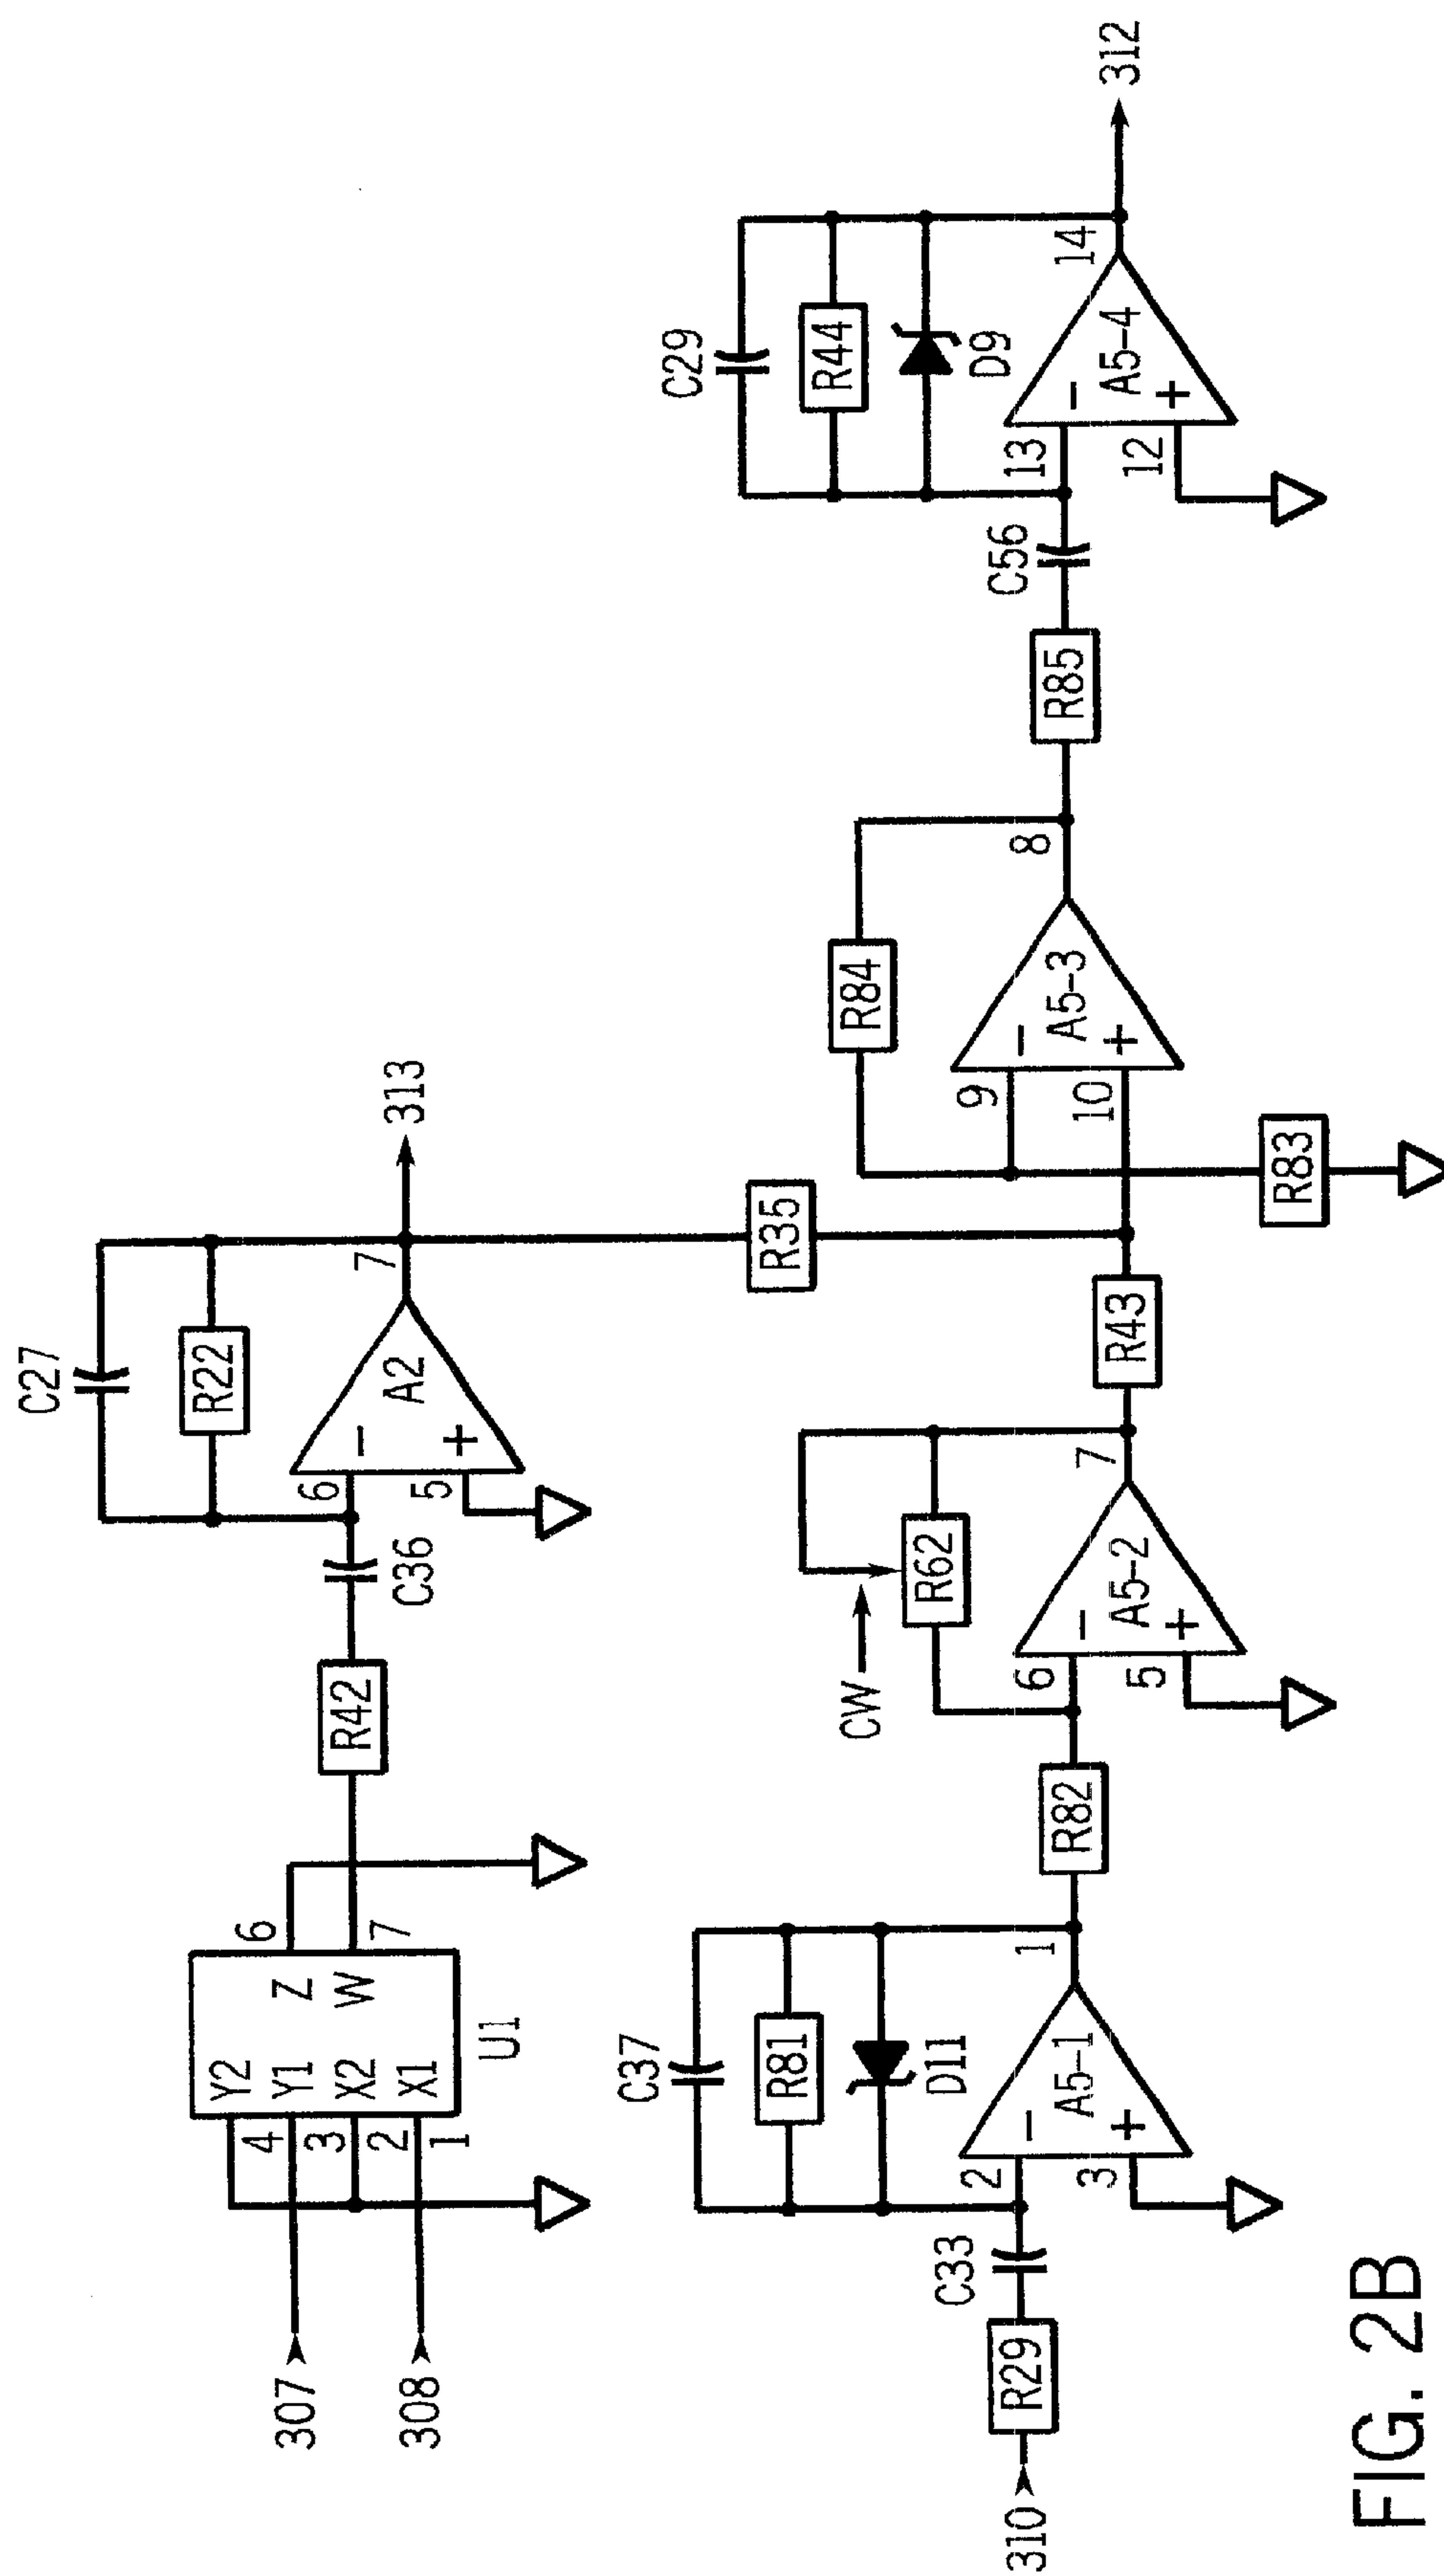 C27
R22
313
A2
7
6
5
−
+
C36
R42
6
7
Y2
Z
Y1
W
X2
X1
U1
4
3
2
1
307
308
C29
R44
D9
312
14
A5-4
13
12
−
+
C56
R85
8
R84
A5-3
9
10
−
+
R83
R35
R43
7
R62
CW
A5-2
6
5
−
+
R82
1
C37
R81
D11
A5-1
2
3
−
+
C33
R29
310
FIG. 2B